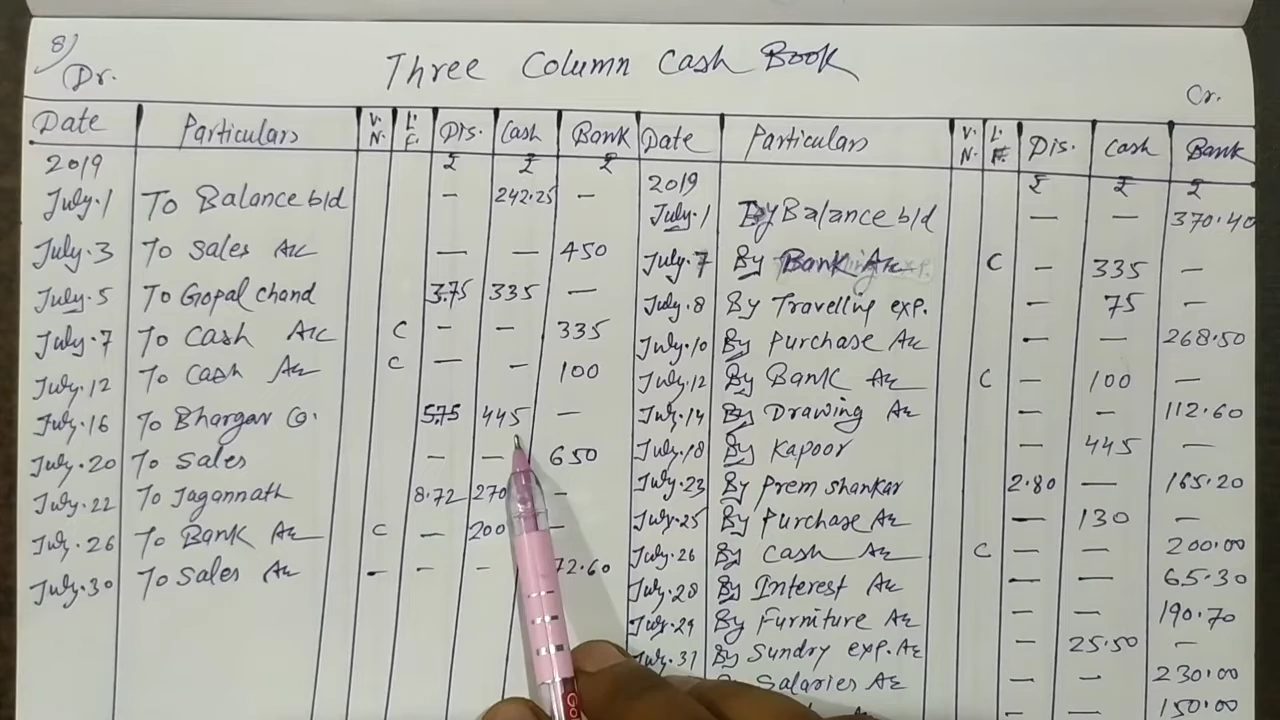 8)
Three Column Cash Book
Dr. Cr.
Date Particulars V.N. L.F. Dis. Cash Bank Date Particulars V.N. L.F. Dis. Cash Bank
2019 ₹ ₹ ₹ 2019 ₹ ₹ ₹
July.1 To Balance b/d — 242.25 — July.1 By Balance b/d — — 370.40
July.3 To Sales A/c — — 450 July.7 By Bank A/c C — 335 —
July.5 To Gopal chand 3.75 335 — July.8 By Travelling exp. — 75 —
July.7 To Cash A/c C — — 335 July.10 By Purchase A/c — — 268.50
July.12 To Cash A/c C — — 100 July.12 By Bank A/c C — 100 —
July.16 To Bhargav Co. 5.75 445 — July.14 By Drawing A/c — — 112.60
July.20 To Sales — — 650 July.18 By Kapoor — 445 —
July.22 To Jagannath 8.72 270 — July.23 By Prem shankar 2.80 — 165.20
July.26 To Bank A/c C — 200 — July.25 By Purchase A/c — 130 —
July.30 To Sales A/c - - - 72.60 July.26 By Cash A/c C — — 200.00
July.28 By Interest A/c — — 65.30
July.29 By Furniture A/c — — 190.70
July.31 By Sundry exp. A/c — 25.50 —
By Salaries A/c — — 230.00
— — 150.00